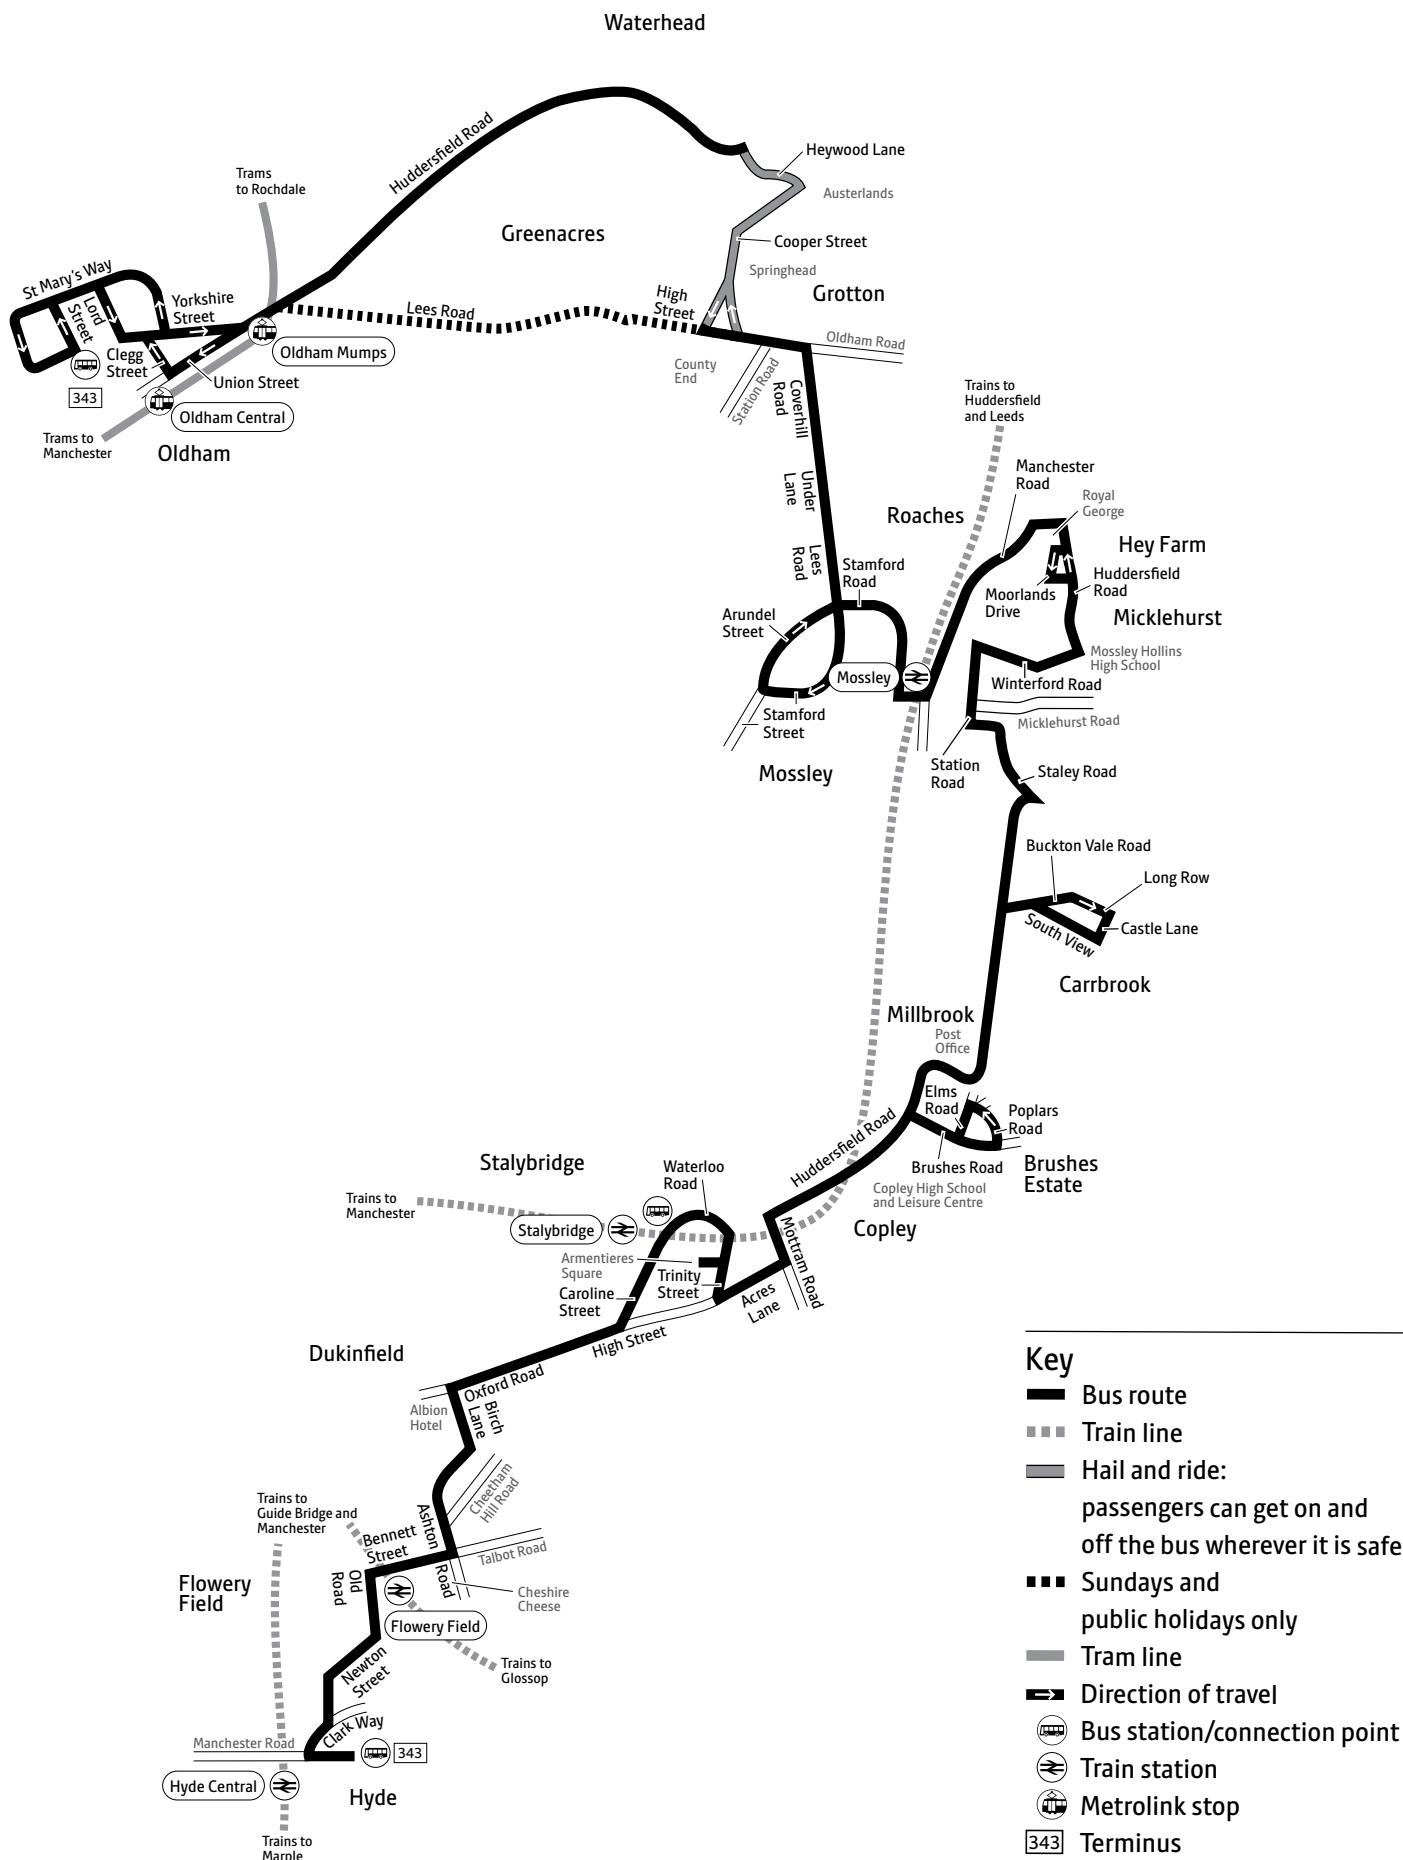 Waterhead
Huddersfield Road
Heywood Lane
Austerlands
Trams
to Rochdale
Greenacres
Cooper Street
Springhead
Grotton
St Mary's Way
Lord
Street
Yorkshire
Street
Lees Road
High
Street
Oldham Road
Clegg
Street
Oldham Mumps
343
Union Street
Oldham Central
Trams to
Manchester
Oldham
County
End
Station Road
Coverhill
Road
Under
Lane
Lees
Road
Trains to
Huddersfield
and Leeds
Manchester
Road
Royal
George
Roaches
Hey Farm
Stamford
Road
Moorlands
Drive
Huddersfield
Road
Arundel
Street
Micklehurst
Mossley Hollins
High School
Mossley
Winterford Road
Stamford
Street
Micklehurst Road
Mossley
Station
Road
Staley Road
Buckton Vale Road
Long Row
South View
Castle Lane
Carrbrook
Millbrook
Post
Office
Elms
Road
Poplars
Road
Huddersfield Road
Brushes Road
Brushes
Estate
Copley High School
and Leisure Centre
Copley
Stalybridge
Waterloo
Road
Trains to
Manchester
Stalybridge
Mottram Road
Armentieres
Square
Trinity
Street
Caroline
Street
Acres
Lane
High Street
Dukinfield
Oxford Road
Albion
Hotel
Birch
Lane
Cheetham
Hill Road
Trains to
Guide Bridge and
Manchester
Ashton
Road
Bennett
Street
Talbot Road
Old
Road
Cheshire
Cheese
Flowery
Field
Flowery Field
Newton
Street
Trains to
Glossop
Clark Way
Manchester Road
343
Hyde Central
Hyde
Trains to
Marple
Key
Bus route
Train line
Hail and ride:
passengers can get on and
off the bus wherever it is safe
Sundays and
public holidays only
Tram line
Direction of travel
Bus station/connection point
Train station
Metrolink stop
343 Terminus